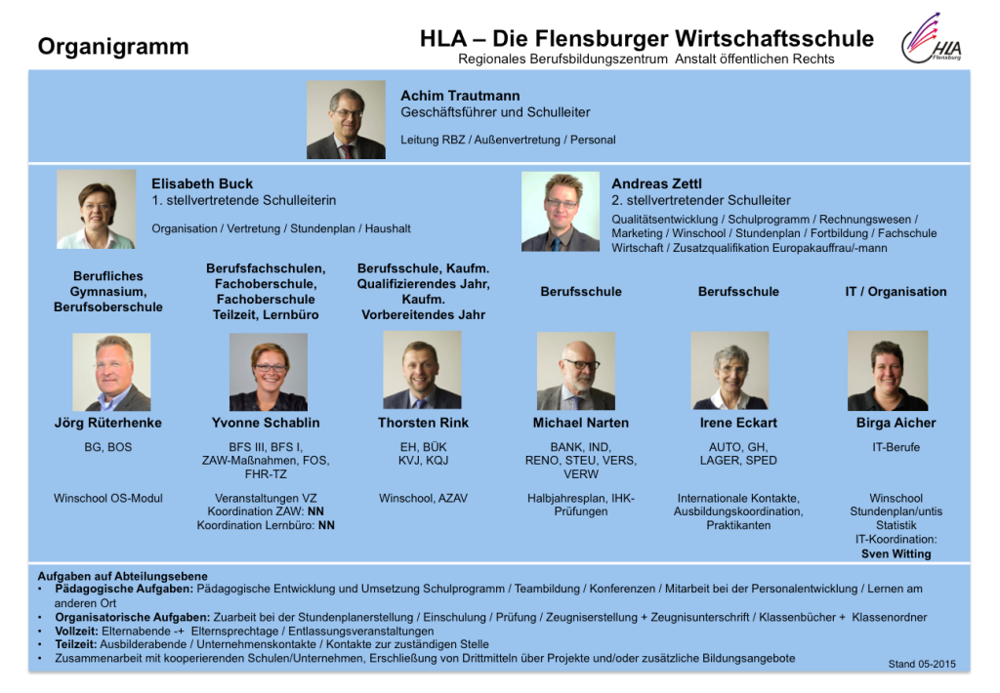 Organigramm
HLA – Die Flensburger Wirtschaftsschule
Regionales Berufsbildungszentrum Anstalt öffentlichen Rechts
HLA
Flensburg
Achim Trautmann
Geschäftsführer und Schulleiter
Leitung RBZ / Außenvertretung / Personal
Elisabeth Buck
1. stellvertretende Schulleiterin
Organisation / Vertretung / Stundenplan / Haushalt
Andreas Zettl
2. stellvertretender Schulleiter
Qualitätsentwicklung / Schulprogramm / Rechnungswesen /
Marketing / Winschool / Stundenplan / Fortbildung / Fachschule
Wirtschaft / Zusatzqualifikation Europakauffrau/-mann
Berufliches
Gymnasium,
Berufsoberschule
Jörg Rüterhenke
BG, BOS
Winschool OS-Modul
Berufsfachschulen,
Fachoberschule,
Fachoberschule
Teilzeit, Lernbüro
Yvonne Schablin
BFS III, BFS I,
ZAW-Maßnahmen, FOS,
FHR-TZ
Veranstaltungen VZ
Koordination ZAW: NN
Koordination Lernbüro: NN
Berufsschule, Kaufm.
Qualifizierendes Jahr,
Kaufm.
Vorbereitendes Jahr
Thorsten Rink
EH, BÜK
KVJ, KQJ
Winschool, AZAV
Berufsschule
Michael Narten
BANK, IND,
RENO, STEU, VERS,
VERW
Halbjahresplan, IHK-
Prüfungen
Berufsschule
Irene Eckart
AUTO, GH,
LAGER, SPED
Internationale Kontakte,
Ausbildungskoordination,
Praktikanten
IT / Organisation
Birga Aicher
IT-Berufe
Winschool
Stundenplan/untis
Statistik
IT-Koordination:
Sven Witting
Aufgaben auf Abteilungsebene
• Pädagogische Aufgaben: Pädagogische Entwicklung und Umsetzung Schulprogramm / Teambildung / Konferenzen / Mitarbeit bei der Personalentwicklung / Lernen am
anderen Ort
• Organisatorische Aufgaben: Zuarbeit bei der Stundenplanerstellung / Einschulung / Prüfung / Zeugniserstellung + Zeugnisunterschrift / Klassenbücher + Klassenordner
• Vollzeit: Elternabende -+ Elternsprechtage / Entlassungsveranstaltungen
• Teilzeit: Ausbilderabende / Unternehmenskontakte / Kontakte zur zuständigen Stelle
• Zusammenarbeit mit kooperierenden Schulen/Unternehmen, Erschließung von Drittmitteln über Projekte und/oder zusätzliche Bildungsangebote
Stand 05-2015